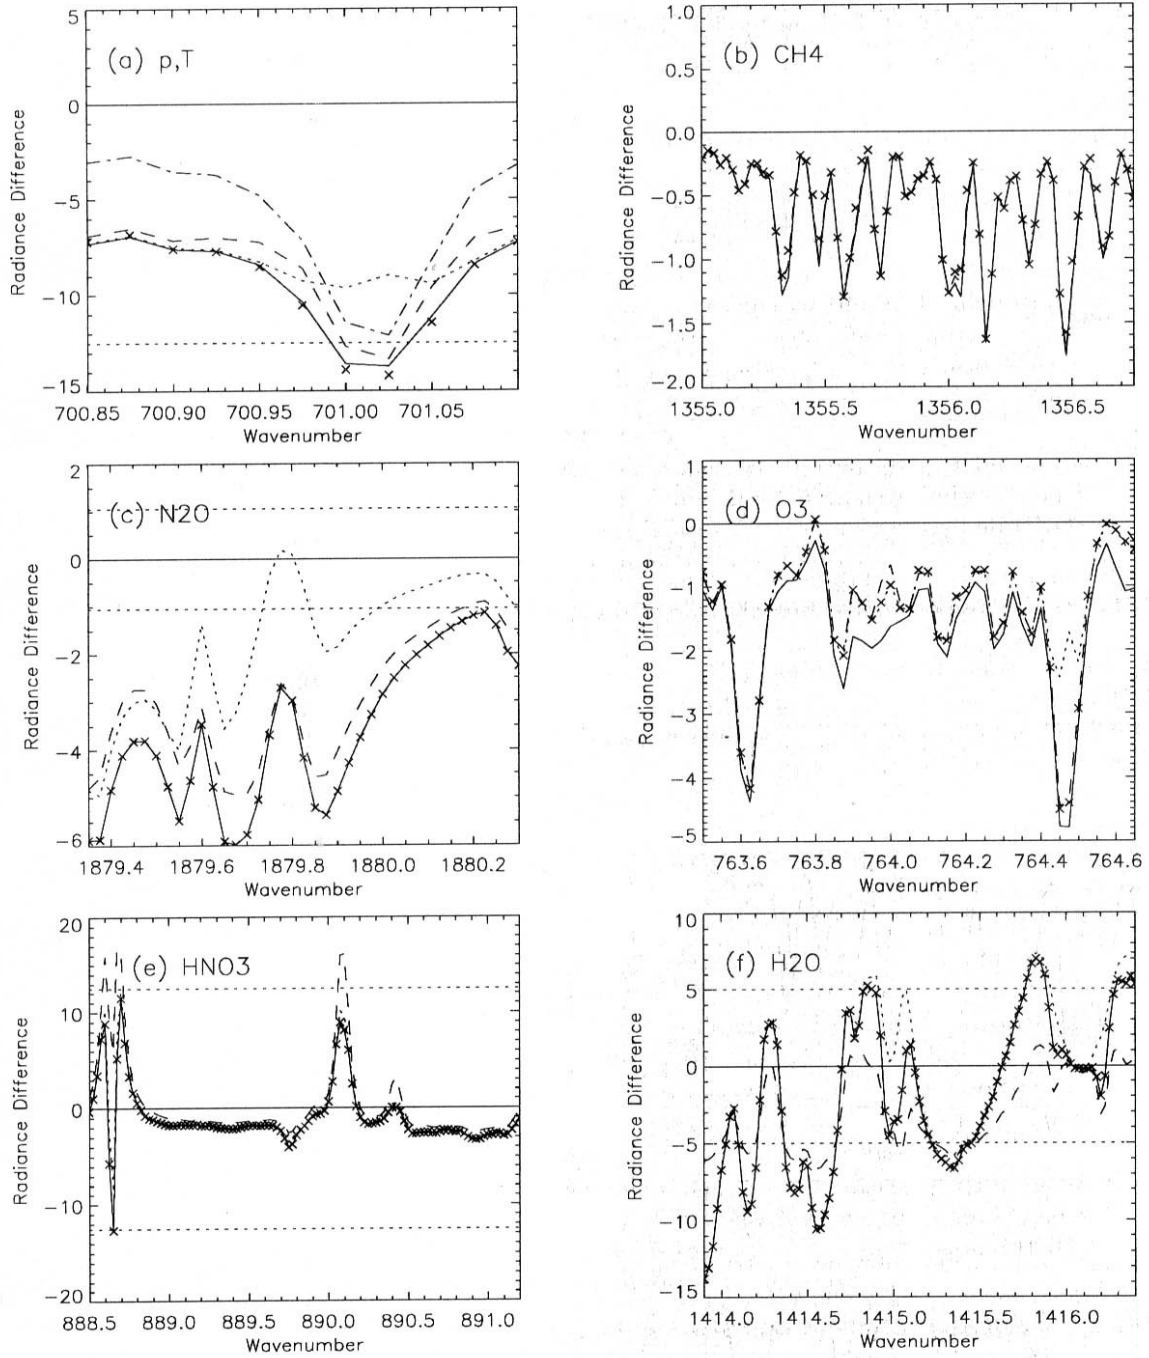 (a) p,T
5
0
−5
−10
−15
Radiance Difference
700.85 700.90 700.95 701.00 701.05
Wavenumber
(b) CH4
1.0
0.5
0.0
−0.5
−1.0
−1.5
−2.0
Radiance Difference
1355.0 1355.5 1356.0 1356.5
Wavenumber
(c) N2O
2
0
−2
−4
−6
Radiance Difference
1879.4 1879.6 1879.8 1880.0 1880.2
Wavenumber
(d) O3
1
0
−1
−2
−3
−4
−5
Radiance Difference
763.6 763.8 764.0 764.2 764.4 764.6
Wavenumber
(e) HNO3
20
10
0
−10
−20
Radiance Difference
888.5 889.0 889.5 890.0 890.5 891.0
Wavenumber
(f) H2O
10
5
0
−5
−10
−15
Radiance Difference
1414.0 1414.5 1415.0 1415.5 1416.0
Wavenumber